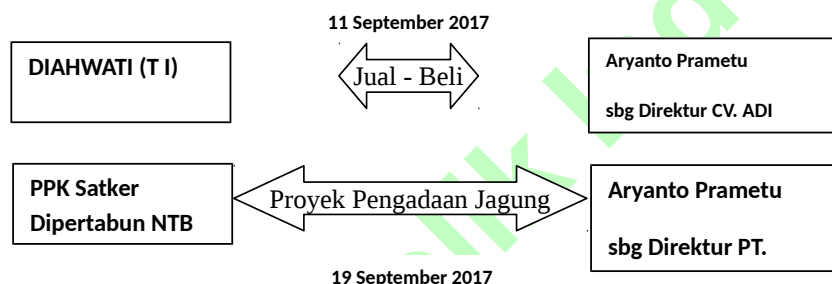 11 September 2017
DIAHWATI (T I)
Jual - Beli
Aryanto Prametu
sbg Direktur CV. ADI
PPK Satker
Dipertabun NTB
Proyek Pengadaan Jagung
Aryanto Prametu
sbg Direktur PT.
19 September 2017